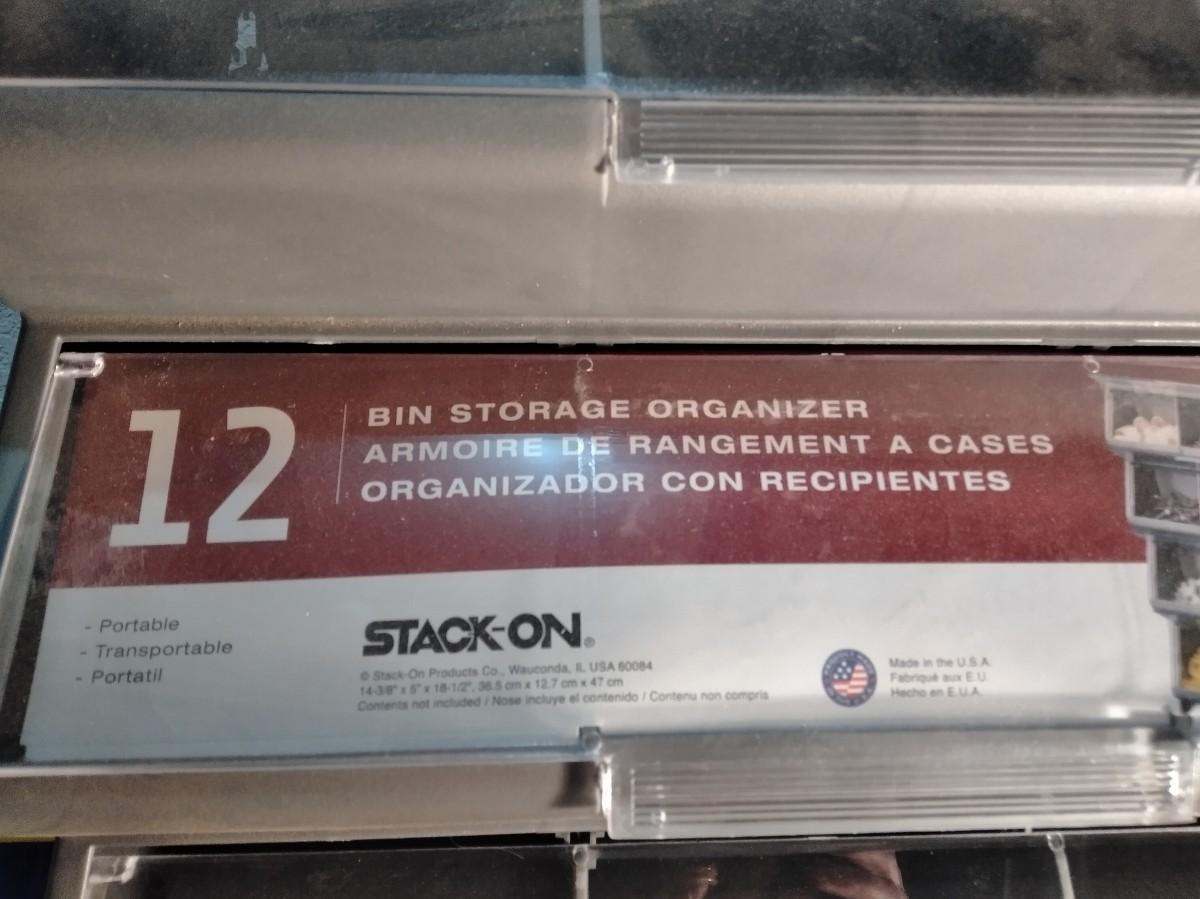 12
BIN STORAGE ORGANIZER
ARMOIRE DE RANGEMENT A CASES
ORGANIZADOR CON RECIPIENTES
- Portable
- Transportable
- Portatil
STACK-ON®
© Stack-On Products Co., Wauconda, IL USA 60084
14-3/8" x 5" x 18-1/2", 36.5 cm x 12.7 cm x 47 cm
Contents not included / Nose incluye el contenido / Contenu non compris
Made in the U.S.A.
Fabriqué aux E.U.
Hecho en E.U.A.